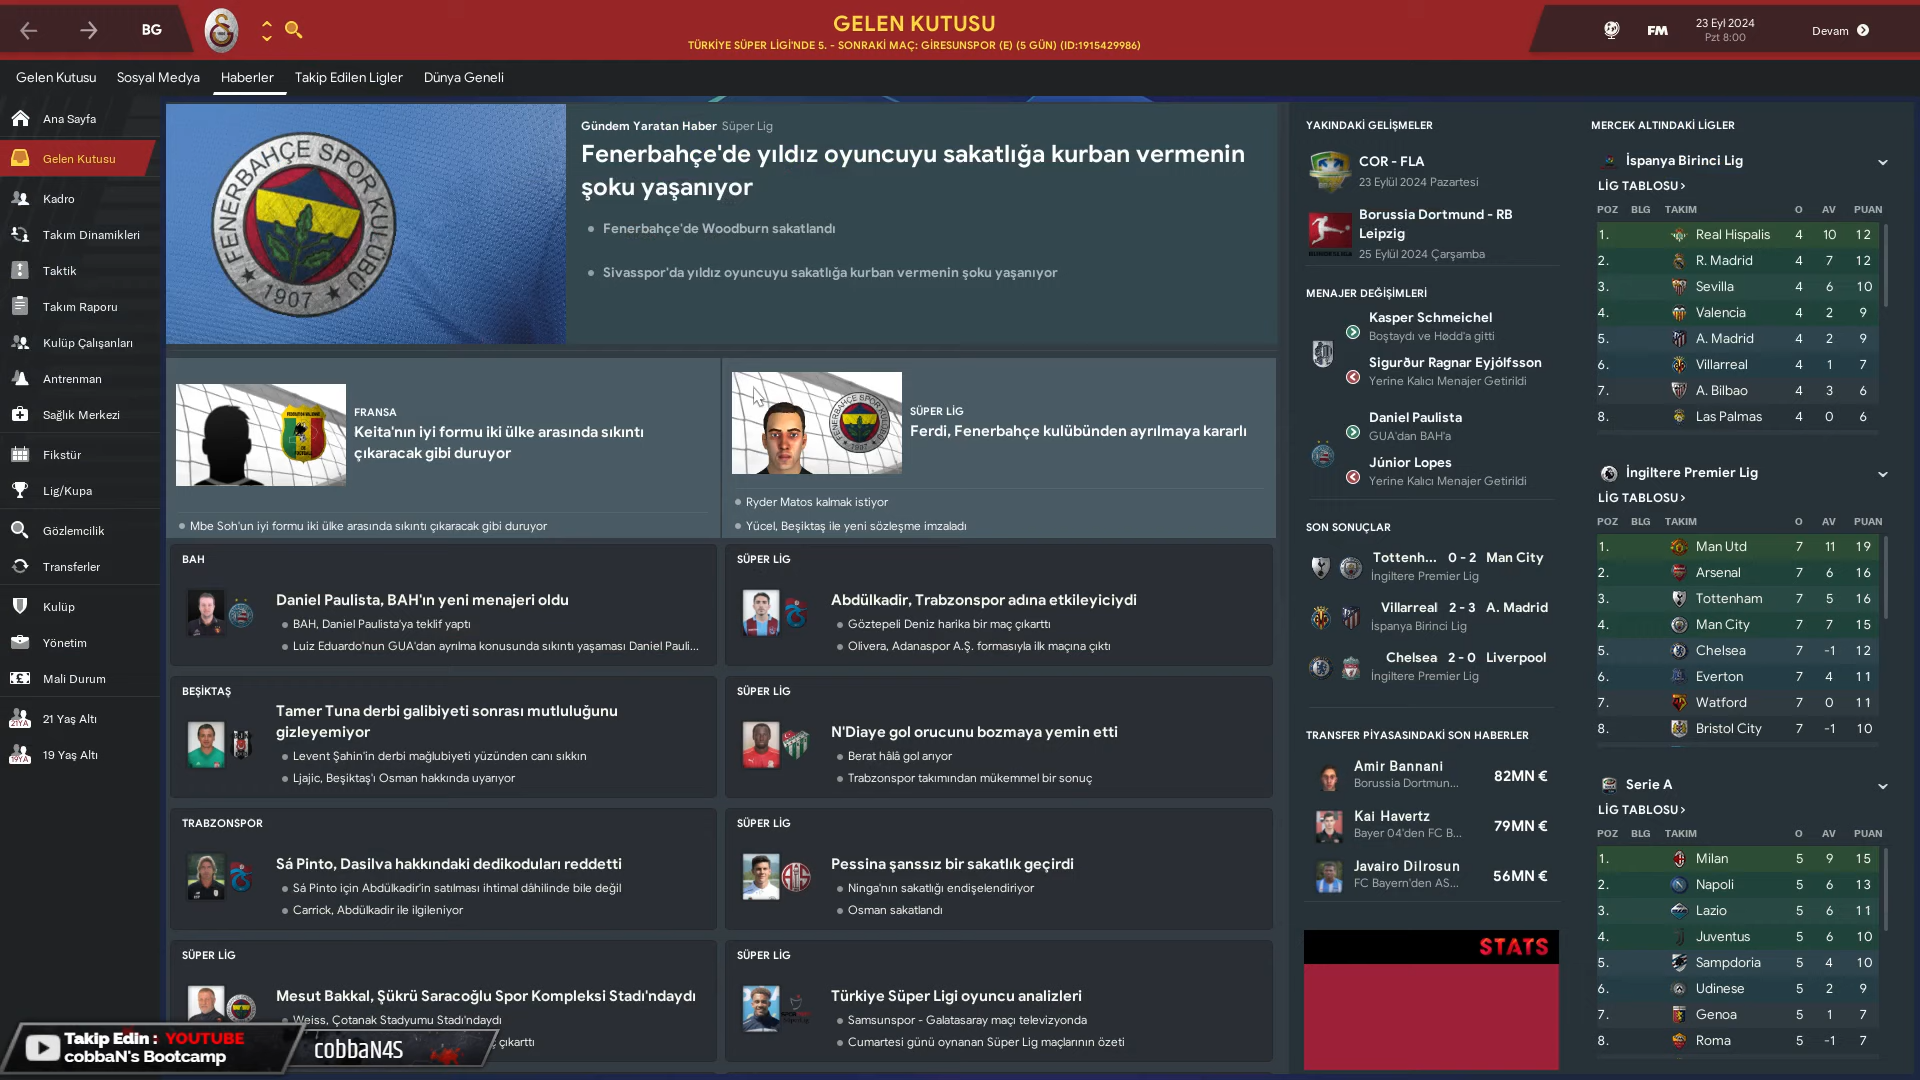 BG
GELEN KUTUSU
TÜRKİYE SÜPER LİGİ'NDE 5. - SONRAKİ MAÇ: GİRESUNSPOR (E) (5 GÜN) (ID:1915429986)
FM
23 Eyl 2024
Pzt 8:00
Devam
Gelen Kutusu Sosyal Medya Haberler Takip Edilen Ligler Dünya Geneli
Ana Sayfa
Gelen Kutusu
Kadro
Takım Dinamikleri
Taktik
Takım Raporu
Kulüp Çalışanları
Antrenman
Sağlık Merkezi
Fikstür
Lig/Kupa
Gözlemcilik
Transferler
Kulüp
Yönetim
Mali Durum
21YA 21 Yaş Altı
19YA 19 Yaş Altı
FENERBAHÇE SPOR KULÜBÜ
1907
Gündem Yaratan Haber Süper Lig
Fenerbahçe'de yıldız oyuncuyu sakatlığa kurban vermenin
şoku yaşanıyor
Fenerbahçe'de Woodburn sakatlandı
Sivasspor'da yıldız oyuncuyu sakatlığa kurban vermenin şoku yaşanıyor
FRANSA
Keita'nın iyi formu iki ülke arasında sıkıntı
çıkaracak gibi duruyor
Mbe Soh'un iyi formu iki ülke arasında sıkıntı çıkaracak gibi duruyor
SÜPER LİG
Ferdi, Fenerbahçe kulübünden ayrılmaya kararlı
Ryder Matos kalmak istiyor
Yücel, Beşiktaş ile yeni sözleşme imzaladı
BAH
Daniel Paulista, BAH'ın yeni menajeri oldu
BAH, Daniel Paulista'ya teklif yaptı
Luiz Eduardo'nun GUA'dan ayrılma konusunda sıkıntı yaşaması Daniel Pauli...
SÜPER LİG
Abdülkadir, Trabzonspor adına etkileyiciydi
Göztepeli Deniz harika bir maç çıkarttı
Olivera, Adanaspor A.Ş. formasıyla ilk maçına çıktı
BEŞİKTAŞ
Tamer Tuna derbi galibiyeti sonrası mutluluğunu
gizleyemiyor
Levent Şahin'in derbi mağlubiyeti yüzünden canı sıkkın
Ljajic, Beşiktaş'ı Osman hakkında uyarıyor
SÜPER LİG
N'Diaye gol orucunu bozmaya yemin etti
Berat hâlâ gol arıyor
Trabzonspor takımından mükemmel bir sonuç
TRABZONSPOR
Sá Pinto, Dasilva hakkındaki dedikoduları reddetti
Sá Pinto için Abdülkadir'in satılması ihtimal dâhilinde bile değil
Carrick, Abdülkadir ile ilgileniyor
SÜPER LİG
Pessina şanssız bir sakatlık geçirdi
Ninga'nın sakatlığı endişelendiriyor
Osman sakatlandı
SÜPER LİG
Mesut Bakkal, Şükrü Saracoğlu Spor Kompleksi Stadı'ndaydı
Weiss, Çotanak Stadyumu Stadı'ndaydı
çıkarttı
SÜPER LİG
Türkiye Süper Ligi oyuncu analizleri
Samsunspor - Galatasaray maçı televizyonda
Cumartesi günü oynanan Süper Lig maçlarının özeti
Takip Edin : YOUTUBE
cobbaN's Bootcamp
cobbaN4S
YAKINDAKİ GELİŞMELER
COR - FLA
23 Eylül 2024 Pazartesi
Borussia Dortmund - RB
Leipzig
25 Eylül 2024 Çarşamba
MENAJER DEĞİŞİMLERİ
Kasper Schmeichel
Boştaydı ve Hødd'a gitti
Sigurður Ragnar Eyjólfsson
Yerine Kalıcı Menajer Getirildi
Daniel Paulista
GUA'dan BAH'a
Júnior Lopes
Yerine Kalıcı Menajer Getirildi
SON SONUÇLAR
Tottenh... 0 - 2 Man City
İngiltere Premier Lig
Villarreal 2 - 3 A. Madrid
İspanya Birinci Lig
Chelsea 2 - 0 Liverpool
İngiltere Premier Lig
TRANSFER PİYASASINDAKİ SON HABERLER
Amir Bannani
Borussia Dortmun...
82MN €
Kai Havertz
Bayer 04'den FC B...
79MN €
Javairo Dilrosun
FC Bayern'den AS...
56MN €
STATS
MERCEK ALTINDAKİ LİGLER
İspanya Birinci Lig
LİG TABLOSU >
POZ BLG TAKIM O AV PUAN
1. Real Hispalis 4 10 12
2. R. Madrid 4 7 12
3. Sevilla 4 6 10
4. Valencia 4 2 9
5. A. Madrid 4 2 9
6. Villarreal 4 1 7
7. A. Bilbao 4 3 6
8. Las Palmas 4 0 6
İngiltere Premier Lig
LİG TABLOSU >
POZ BLG TAKIM O AV PUAN
1. Man Utd 7 11 19
2. Arsenal 7 6 16
3. Tottenham 7 5 16
4. Man City 7 7 15
5. Chelsea 7 -1 12
6. Everton 7 4 11
7. Watford 7 0 11
8. Bristol City 7 -1 10
Serie A
LİG TABLOSU >
POZ BLG TAKIM O AV PUAN
1. Milan 5 9 15
2. Napoli 5 6 13
3. Lazio 5 6 11
4. Juventus 5 6 10
5. Sampdoria 5 4 10
6. Udinese 5 2 9
7. Genoa 5 1 7
8. Roma 5 -1 7